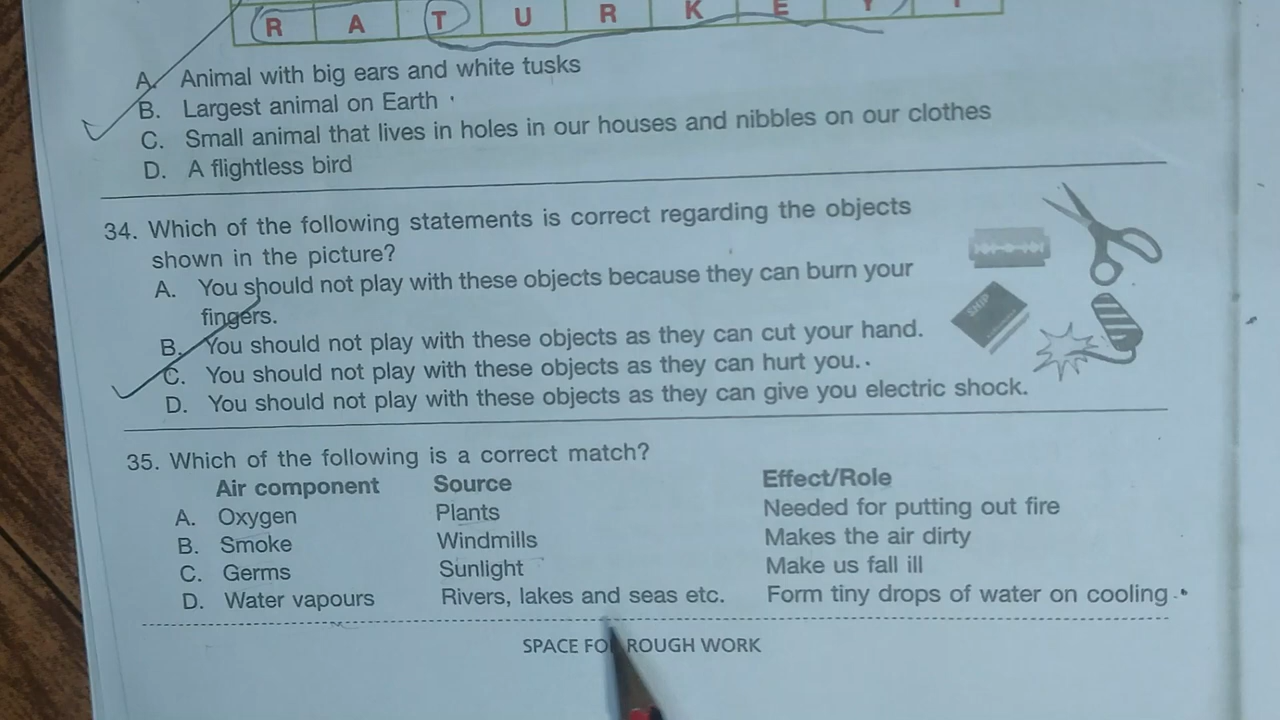 R A T U R K E Y
A. Animal with big ears and white tusks
B. Largest animal on Earth
C. Small animal that lives in holes in our houses and nibbles on our clothes
D. A flightless bird
34. Which of the following statements is correct regarding the objects
shown in the picture?
A. You should not play with these objects because they can burn your
fingers.
B. You should not play with these objects as they can cut your hand.
C. You should not play with these objects as they can hurt you.
D. You should not play with these objects as they can give you electric shock.
SHIP
35. Which of the following is a correct match?
Air component Source Effect/Role
A. Oxygen Plants Needed for putting out fire
B. Smoke Windmills Makes the air dirty
C. Germs Sunlight Make us fall ill
D. Water vapours Rivers, lakes and seas etc. Form tiny drops of water on cooling
SPACE FOR ROUGH WORK